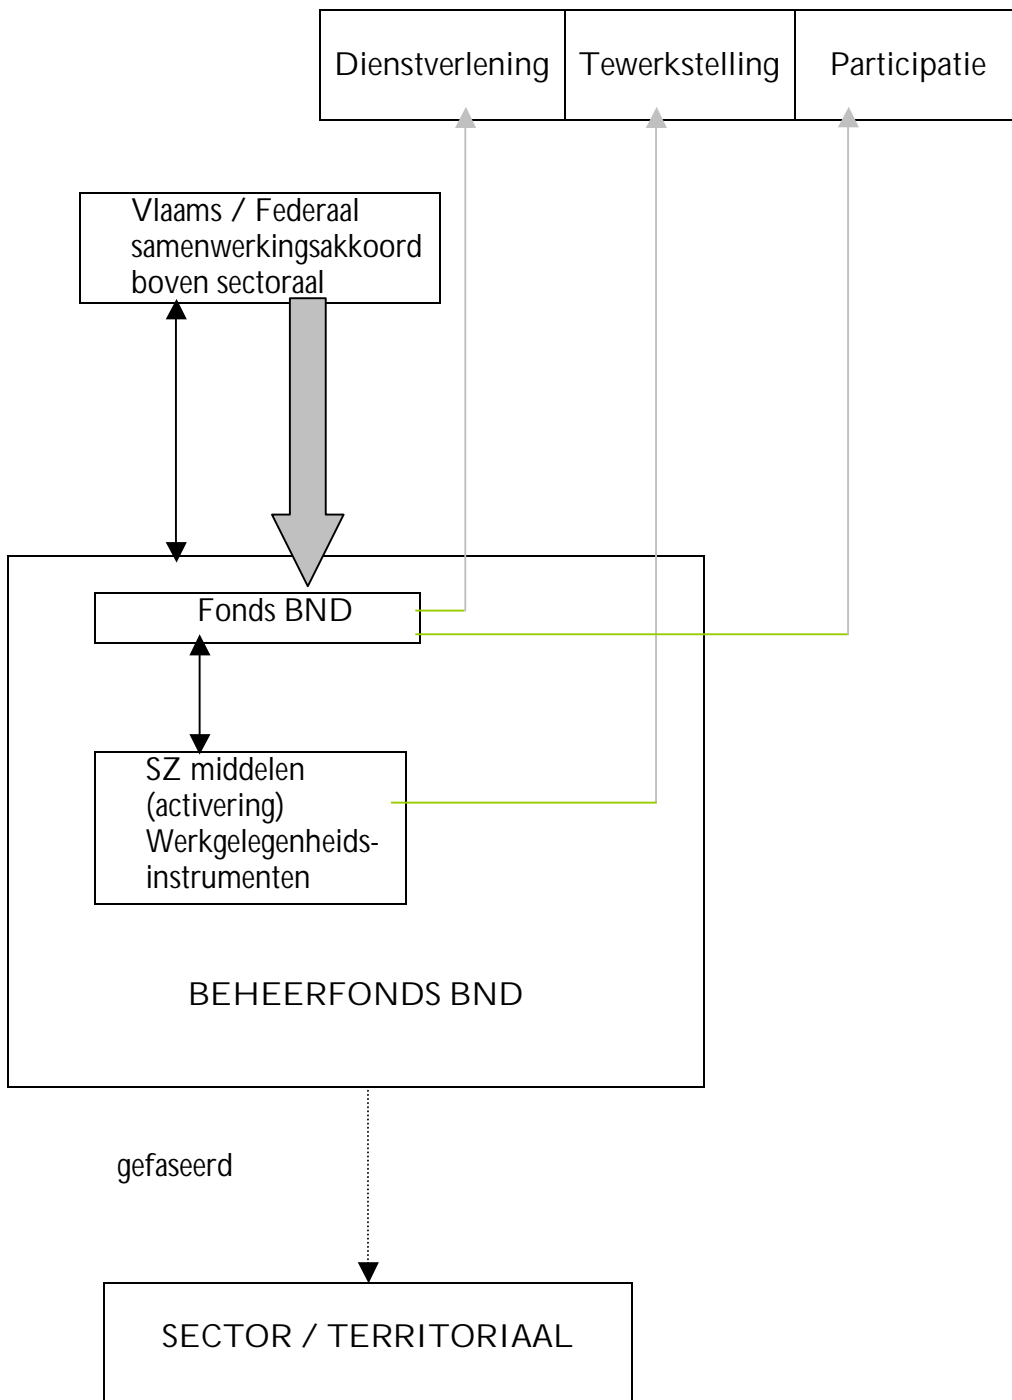 Dienstverlening Tewerkstelling Participatie
Vlaams / Federaal
samenwerkingsakkoord
boven sectoraal
Fonds BND
SZ middelen
(activering)
Werkgelegenheids-
instrumenten
BEHEERFONDS BND
gefaseerd
SECTOR / TERRITORIAAL